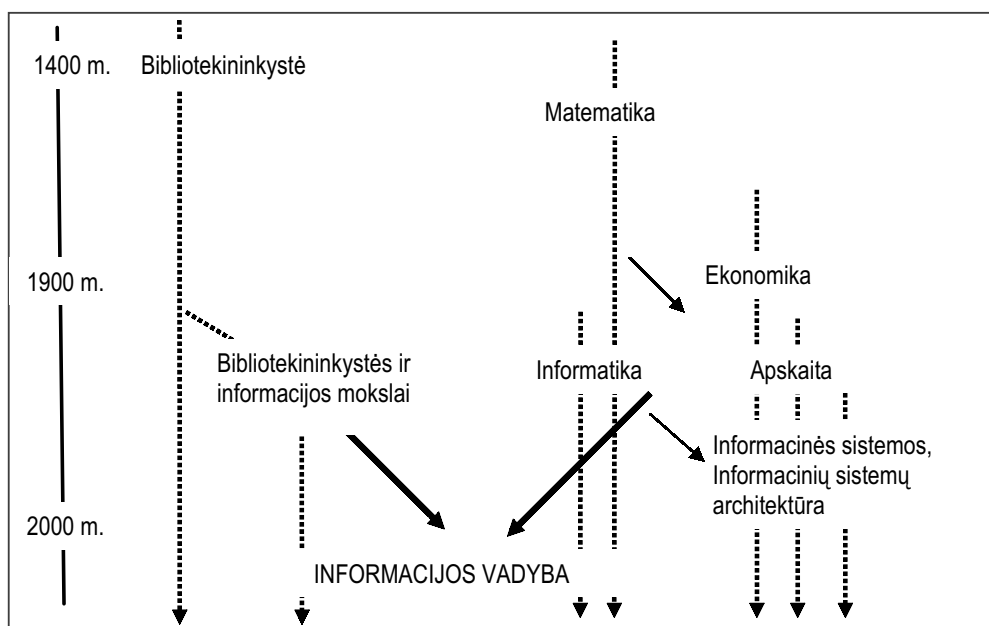 1400 m.
Bibliotekininkystė
Matematika
1900 m.
Ekonomika
Bibliotekininkystės ir
informacijos mokslai
Informatika
Apskaita
Informacinės sistemos,
Informacinių sistemų
architektūra
2000 m.
INFORMACIJOS VADYBA